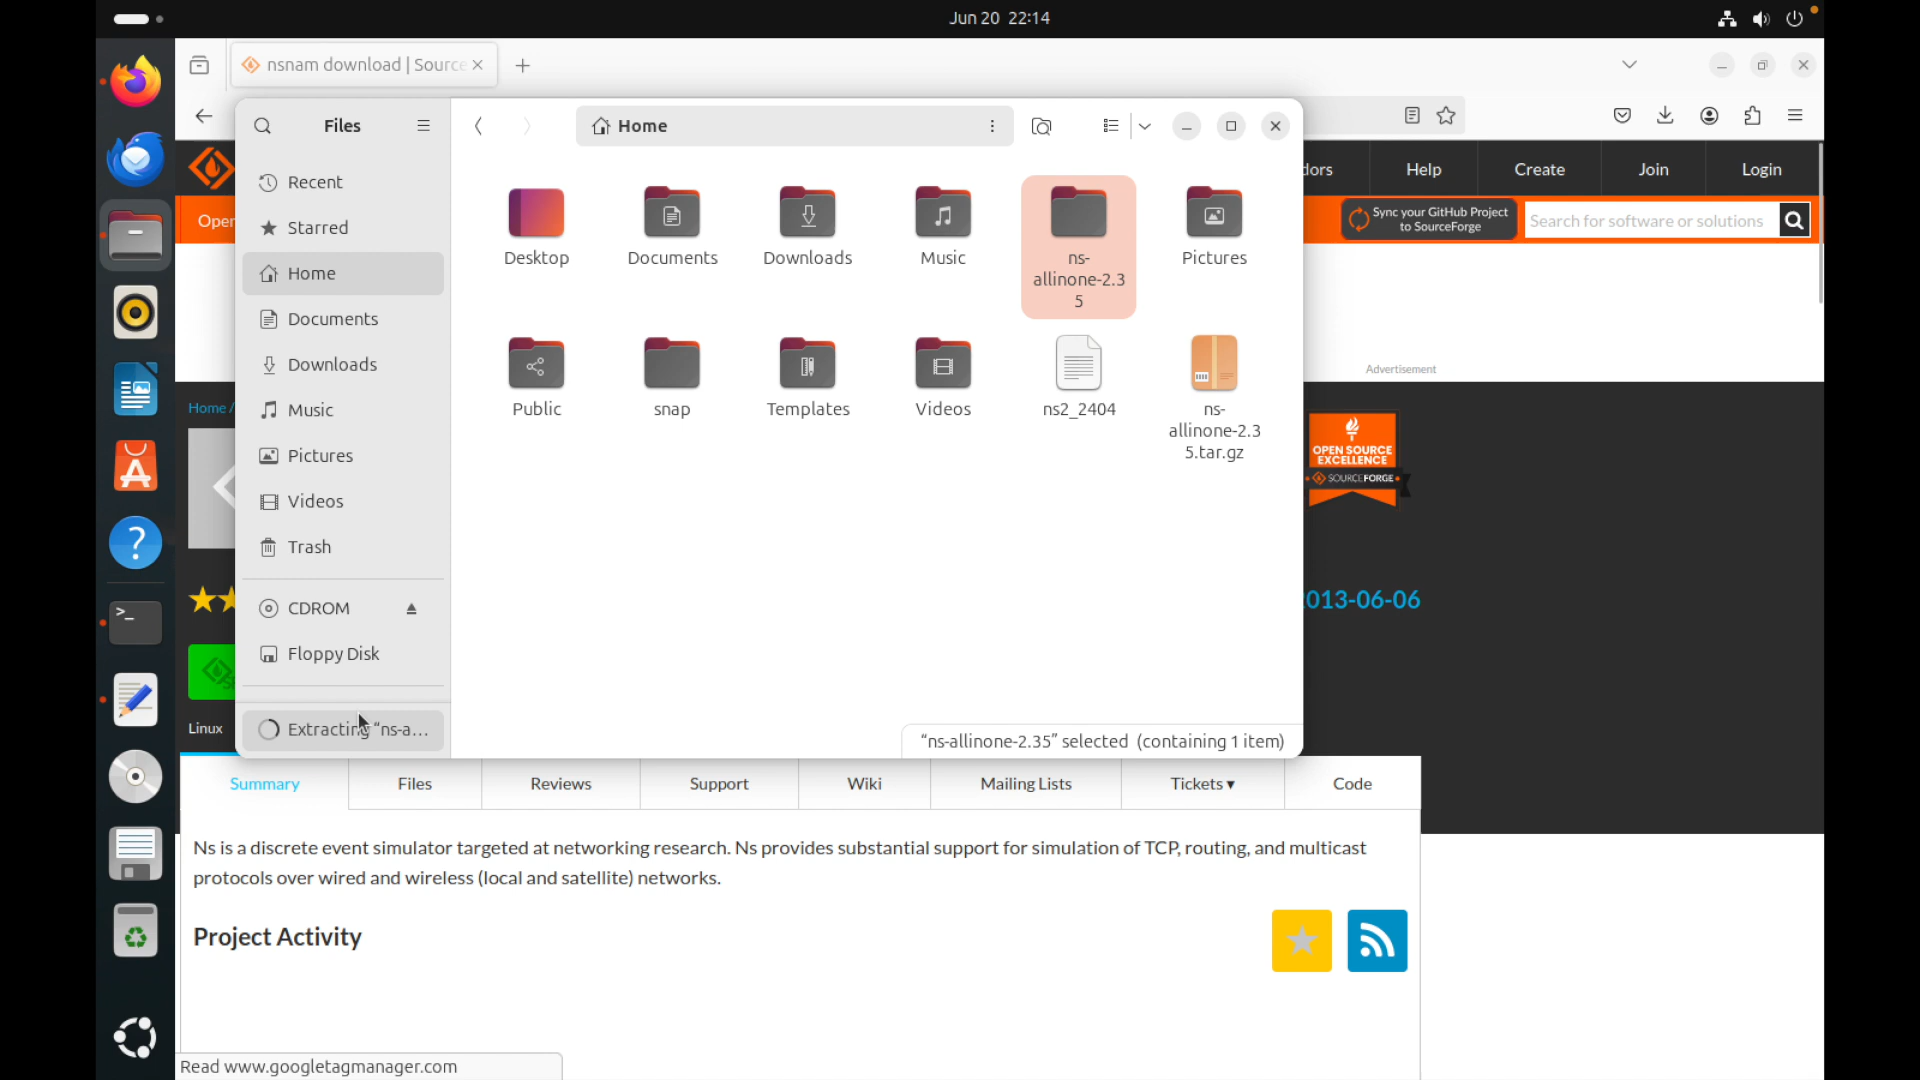 Jun 20 22:14
nsnam download | Source
Files
Home
Recent
Starred
Home
Documents
Downloads
Music
Pictures
Videos
Trash
CDROM
Floppy Disk
Extracting “ns-a...
Desktop
Documents
Downloads
Music
ns-
allinone-2.3
5
Pictures
Public
snap
Templates
Videos
ns2_2404
ns-
allinone-2.3
5.tar.gz
“ns-allinone-2.35” selected (containing 1 item)
dors
Help
Create
Join
Login
Open
Sync your GitHub Project
to SourceForge
Search for software or solutions
Advertisement
Home /
OPEN SOURCE
EXCELLENCE
SOURCEFORGE
2013-06-06
Linux
Summary
Files
Reviews
Support
Wiki
Mailing Lists
Tickets ▾
Code
Ns is a discrete event simulator targeted at networking research. Ns provides substantial support for simulation of TCP, routing, and multicast
protocols over wired and wireless (local and satellite) networks.
Project Activity
Read www.googletagmanager.com